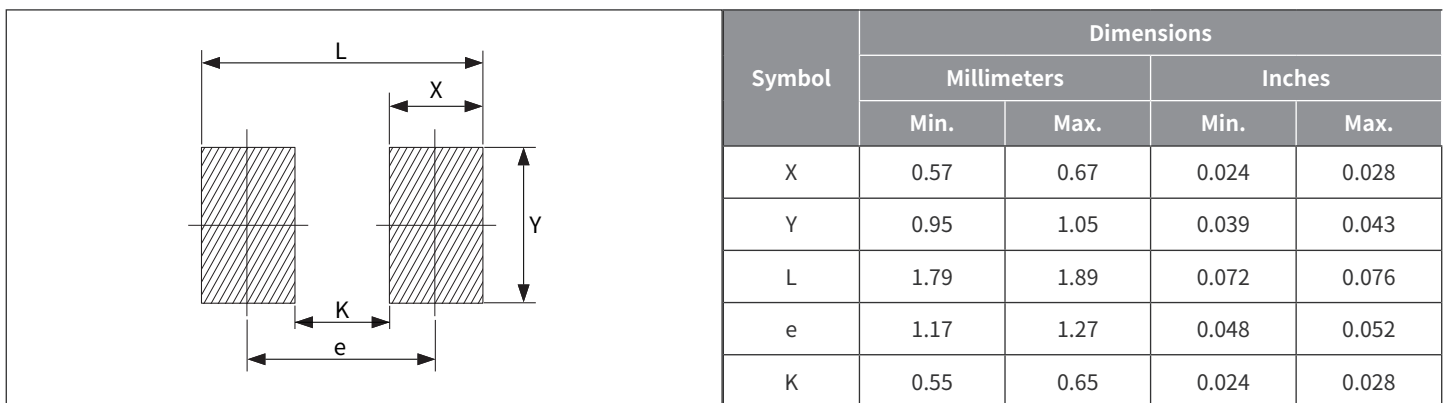 L
X
Y
K
e
Dimensions
Symbol Millimeters Inches
Min. Max. Min. Max.
X 0.57 0.67 0.024 0.028
Y 0.95 1.05 0.039 0.043
L 1.79 1.89 0.072 0.076
e 1.17 1.27 0.048 0.052
K 0.55 0.65 0.024 0.028